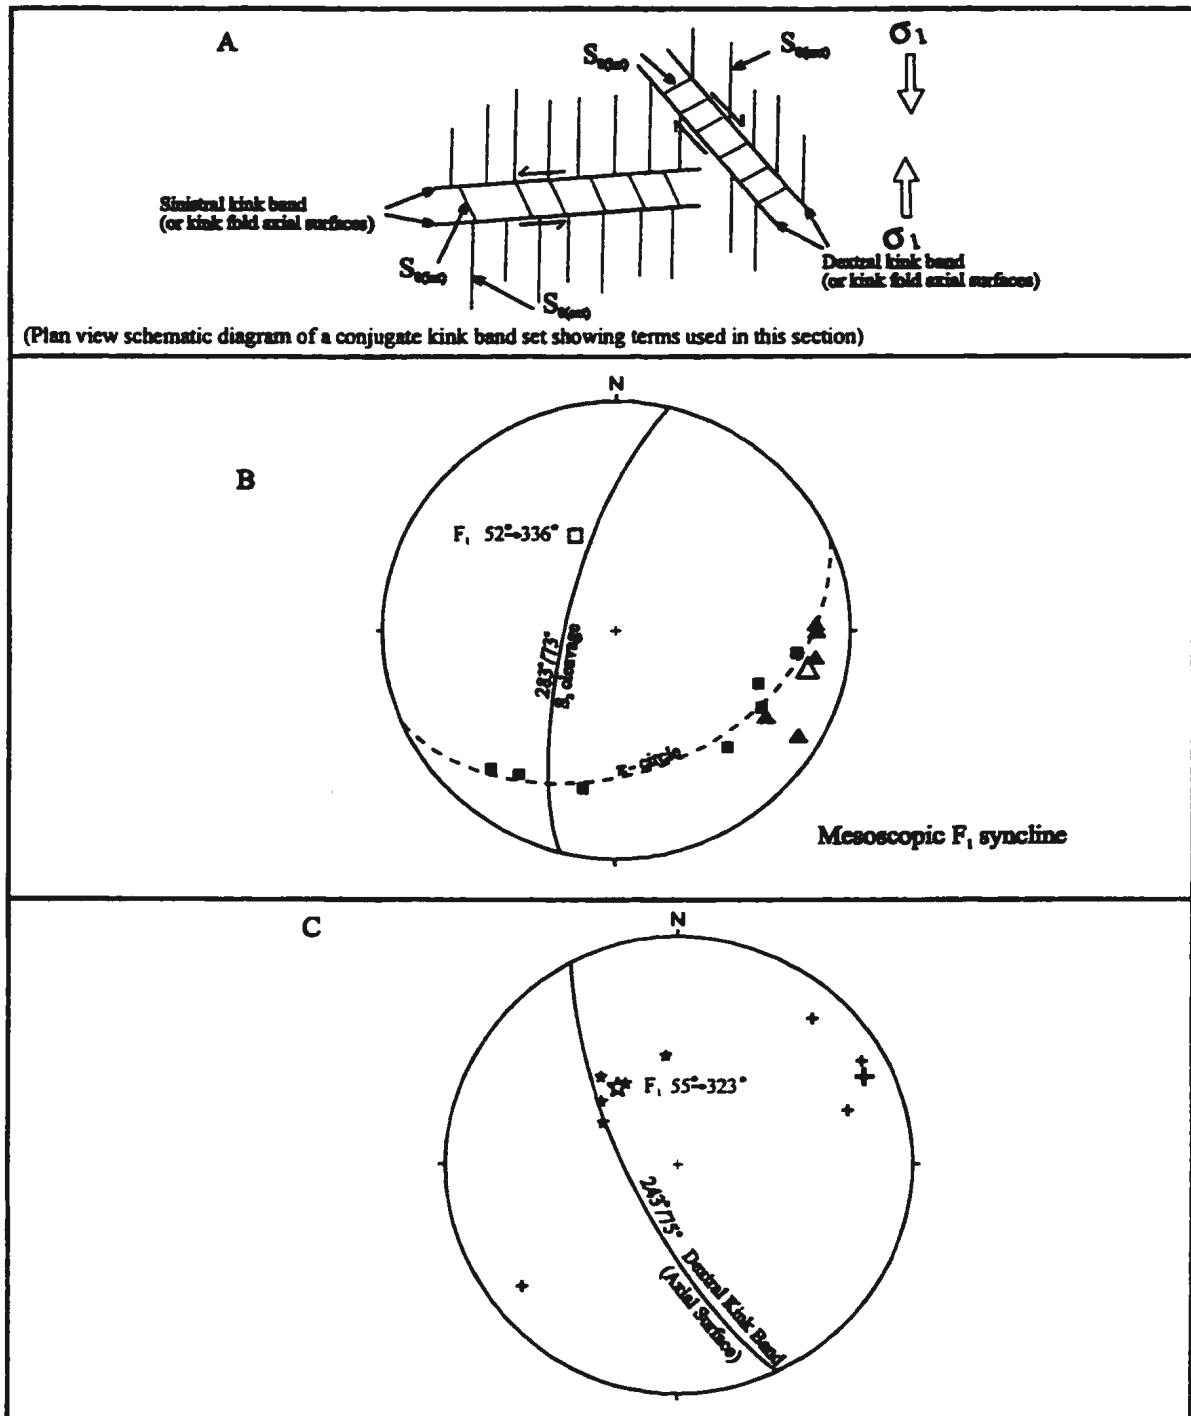 A
σ1
σ1
Sinistral kink band
(or kink fold axial surfaces)
Dextral kink band
(or kink fold axial surfaces)
(Plan view schematic diagram of a conjugate kink band set showing terms used in this section)
B
N
F₁ 52°→336°
283°/73°
cleavage
π- circle
Mesoscopic F₁ syncline
C
N
F₁ 55°→323°
243°/75° Dextral Kink Band
(Axial Surface)